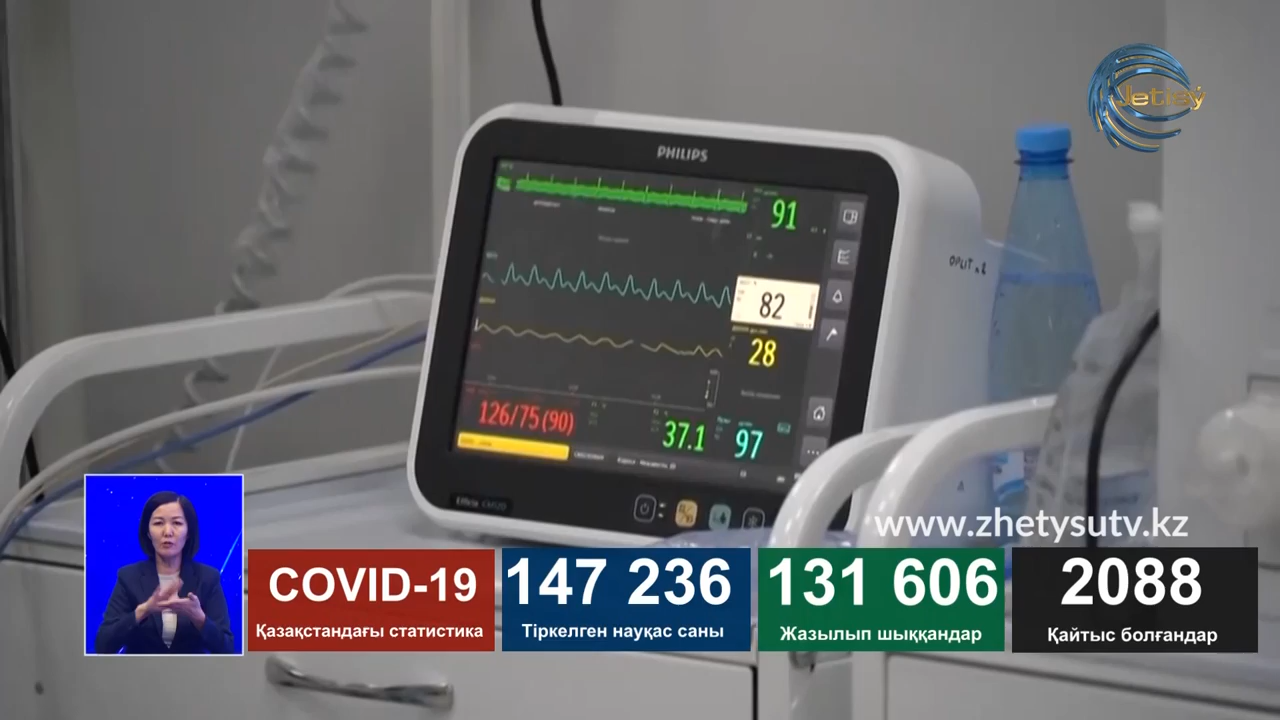 Jetisý
PHILIPS
91
82
28
126/75(90)
37.1
97
www.zhetysutv.kz
COVID-19
Қазақстандағы статистика
147 236
Тіркелген науқас саны
131 606
Жазылып шыққандар
2088
Қайтыс болғандар